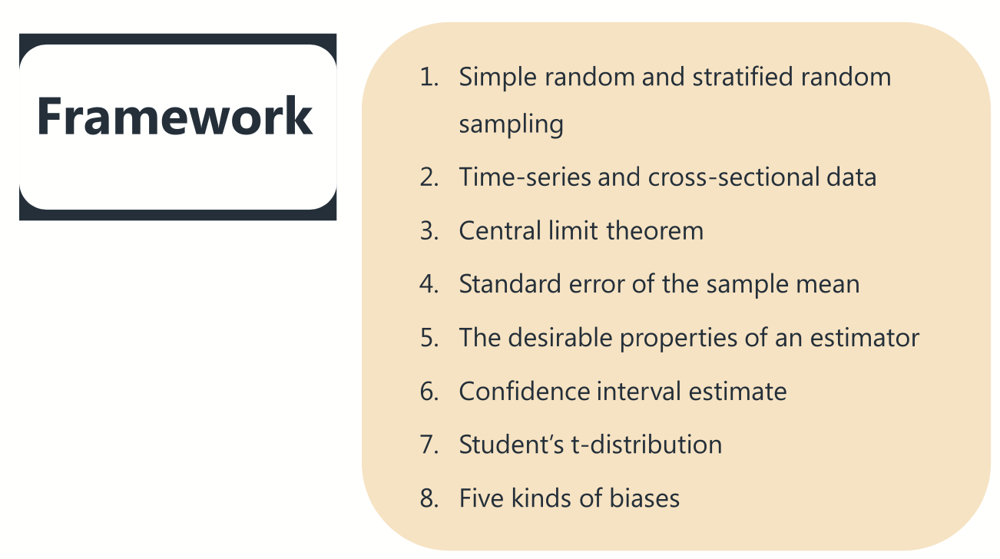 Framework
1. Simple random and stratified random
sampling
2. Time-series and cross-sectional data
3. Central limit theorem
4. Standard error of the sample mean
5. The desirable properties of an estimator
6. Confidence interval estimate
7. Student’s t-distribution
8. Five kinds of biases